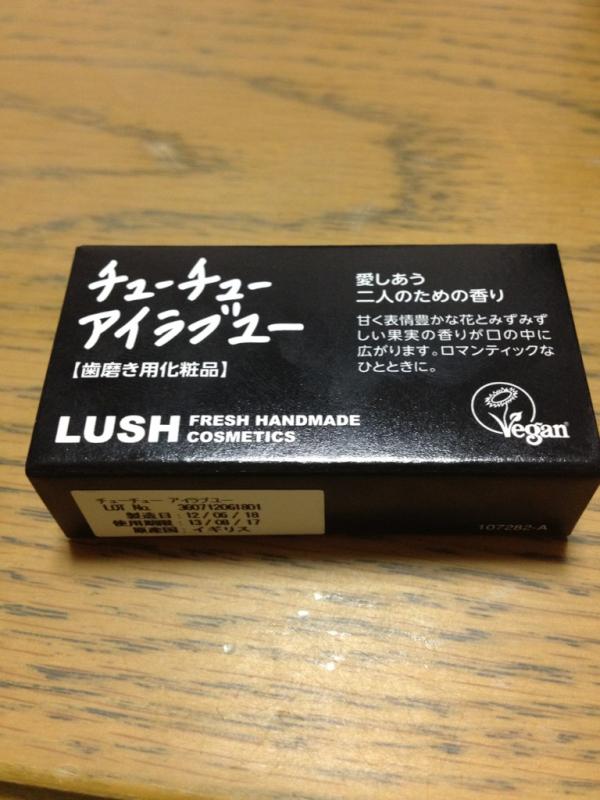 チューチュー
アイラブユー
【歯磨き用化粧品】
LUSH FRESH HANDMADE
COSMETICS
愛しあう
二人のための香り
甘く表情豊かな花とみずみず
しい果実の香りが口の中に
広がります。ロマンティックな
ひとときに。
Vegan
チューチュー アイラブユー
LOT No. 360712061801
製造日：12/06/18
使用期限：13/08/17
原産国：イギリス
107282-A